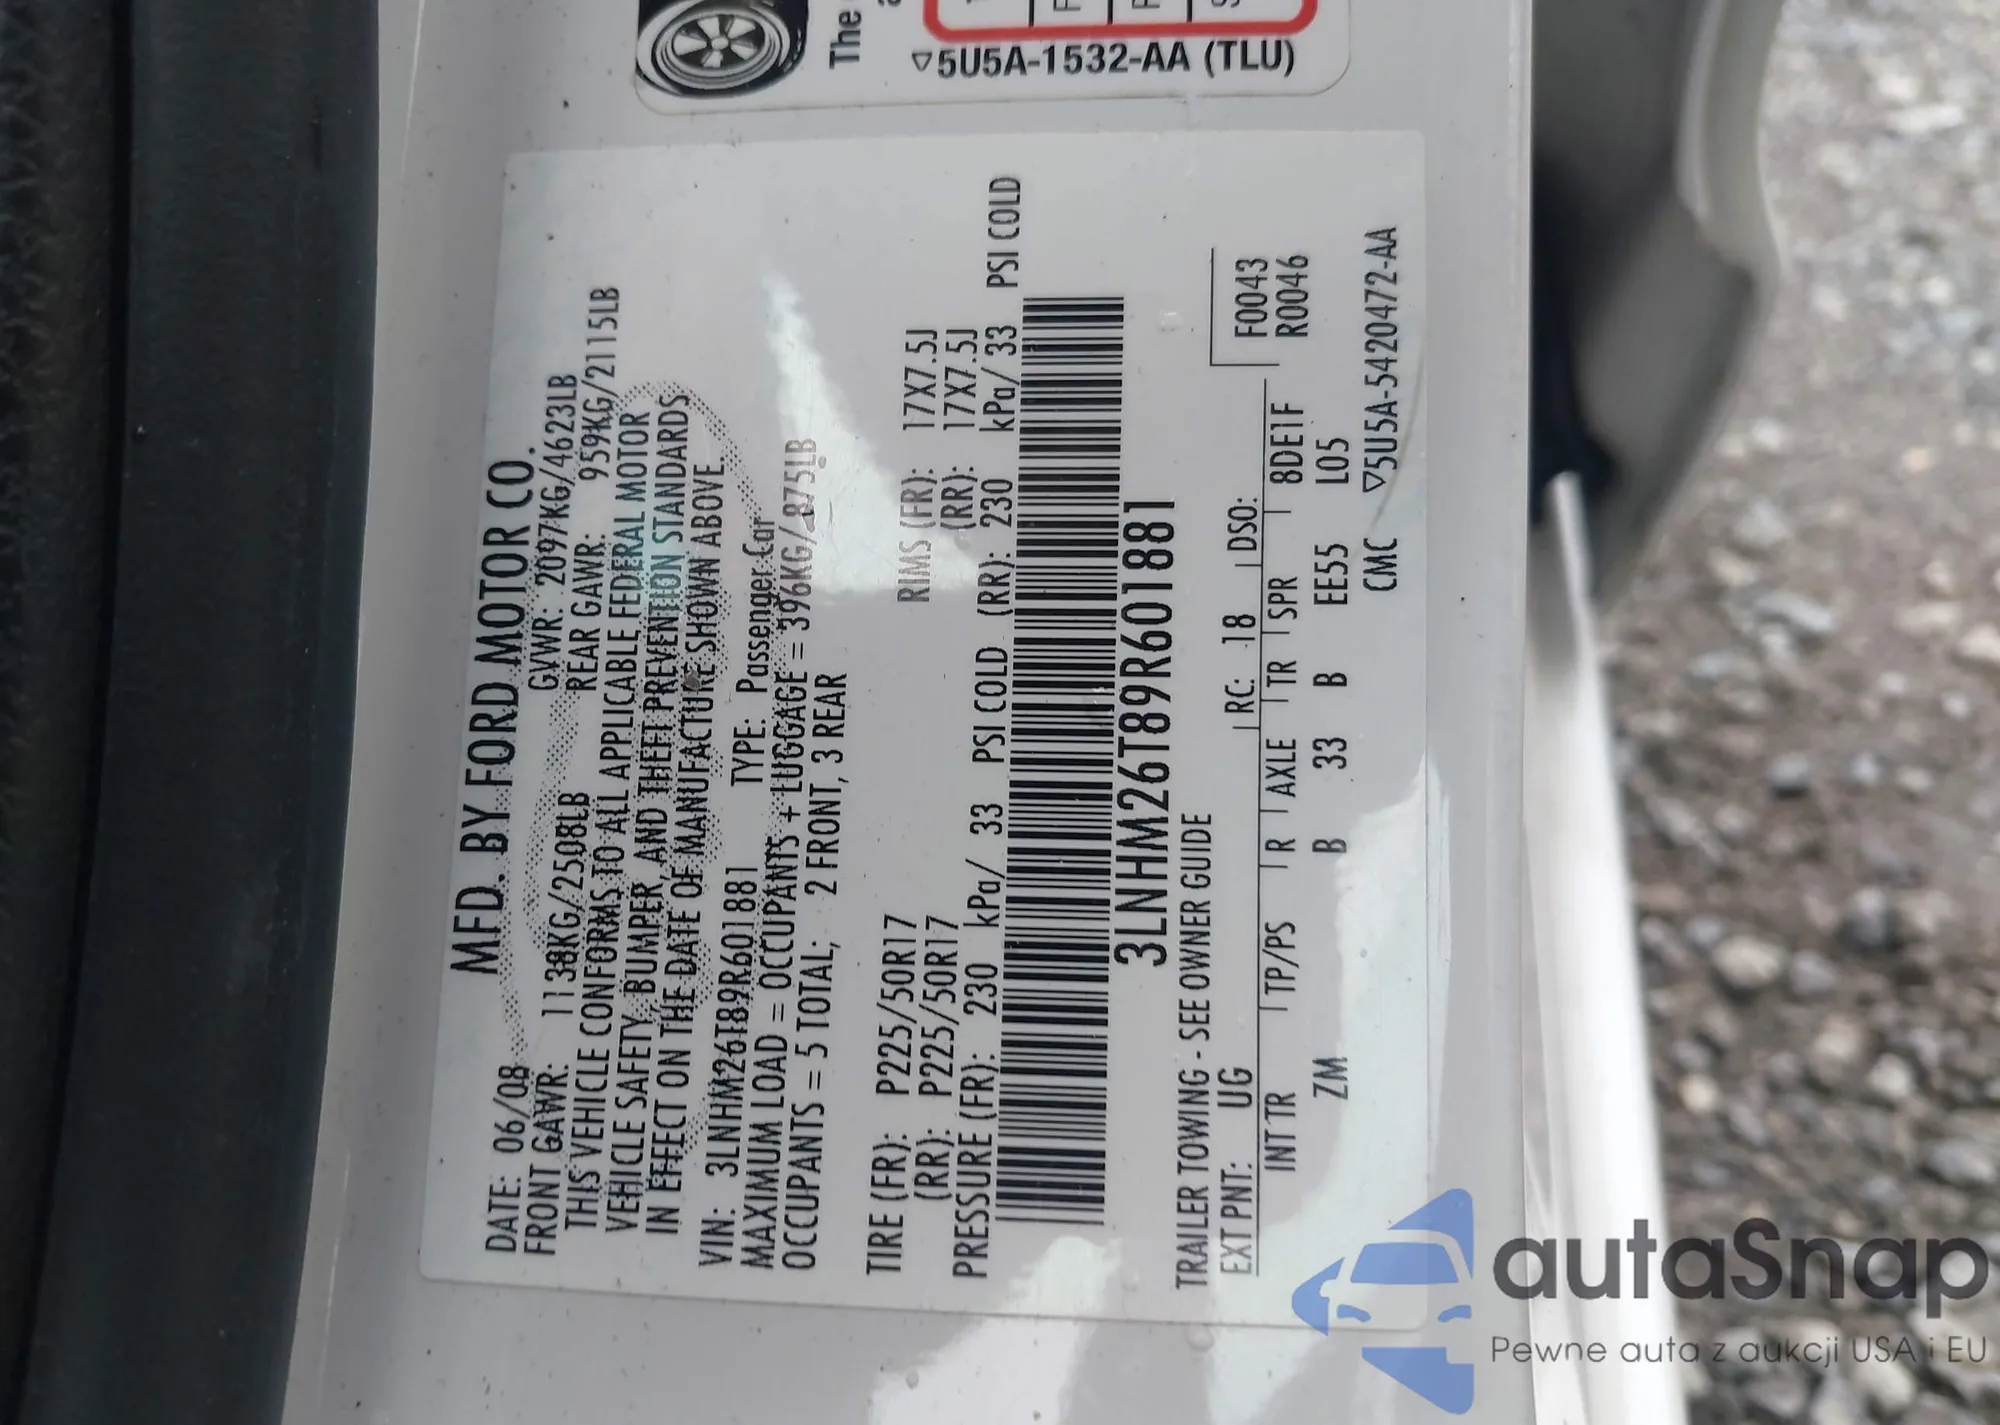 The
▽5U5A-1532-AA (TLU)
MFD. BY FORD MOTOR CO.
DATE: 06/08 GVWR: 2097KG/4623LB
FRONT GAWR: 1138KG/2508LB REAR GAWR: 959KG/2115LB
THIS VEHICLE CONFORMS TO ALL APPLICABLE FEDERAL MOTOR
VEHICLE SAFETY, BUMPER, AND THEFT PREVENTION STANDARDS
IN EFFECT ON THE DATE OF MANUFACTURE SHOWN ABOVE
VIN: 3LNHM26T89R601881 TYPE: Passenger Car
MAXIMUM LOAD = OCCUPANTS + LUGGAGE = 396KG/875LB
OCCUPANTS = 5 TOTAL; 2 FRONT, 3 REAR
TIRE (FR): P225/50R17 RIMS (FR): 17X7.5J
(RR): P225/50R17 (RR): 17X7.5J
PRESSURE (FR): 230 kPa/ 33 PSI COLD (RR): 230 kPa/ 33 PSI COLD
3LNHM26T89R601881
TRAILER TOWING - SEE OWNER GUIDE
EXT PNT: UG RC: 18 DSO: F0043
R0046
INT TR TP/PS R AXLE TR SPR 8DE1F
ZM B 33 B EE55 L05
CMC ▽5U5A-5420472-AA
autaSnap
Pewne auta z aukcji USA i EU